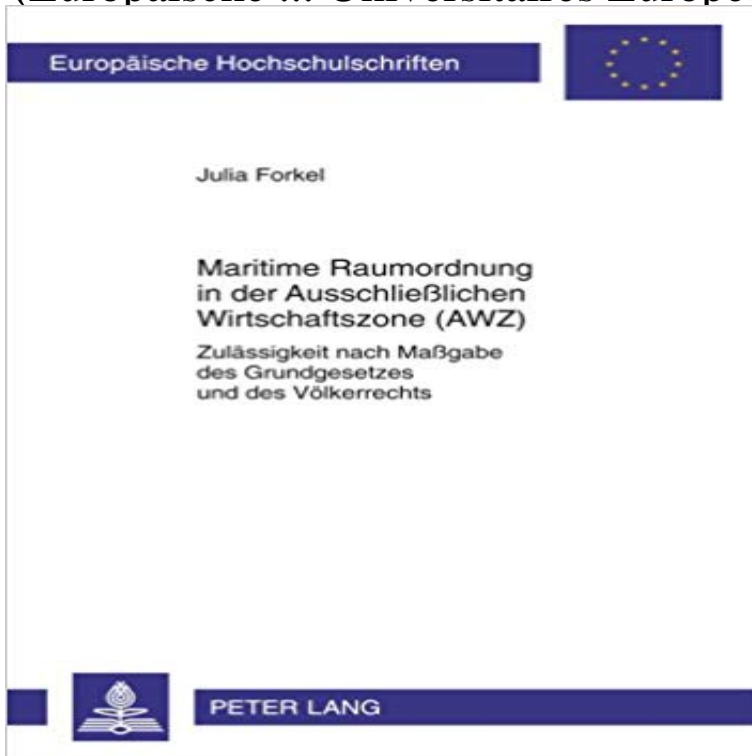 Europäische Hochschulschriften
Julia Forkel
Maritime Raumordnung
in der Ausschließlichen
Wirtschaftszone (AWZ)
Zulässigkeit nach Maßgabe
des Grundgesetzes
und des Völkerrechts
PETER LANG